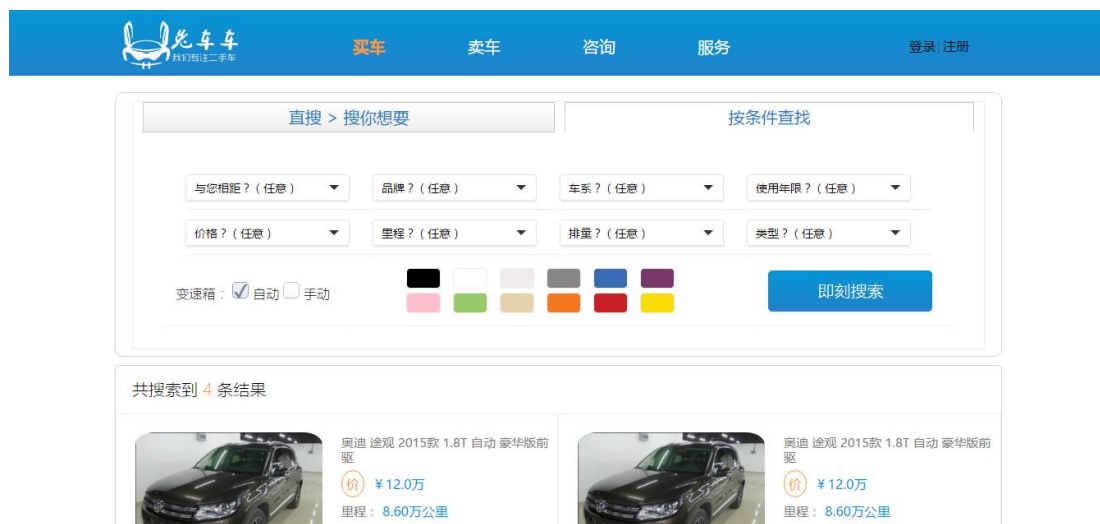 兔车车
我们专注二手车
买车
卖车
咨询
服务
登录|注册
直搜 > 搜你想要
按条件查找
与您相距？（任意）
品牌？（任意）
车系？（任意）
使用年限？（任意）
价格？（任意）
里程？（任意）
排量？（任意）
类型？（任意）
变速箱：
自动
手动
即刻搜索
共搜索到 4 条结果
奥迪 途观 2015款 1.8T 自动 豪华版前
驱
价
￥12.0万
里程： 8.60万公里
奥迪 途观 2015款 1.8T 自动 豪华版前
驱
价
￥12.0万
里程： 8.60万公里